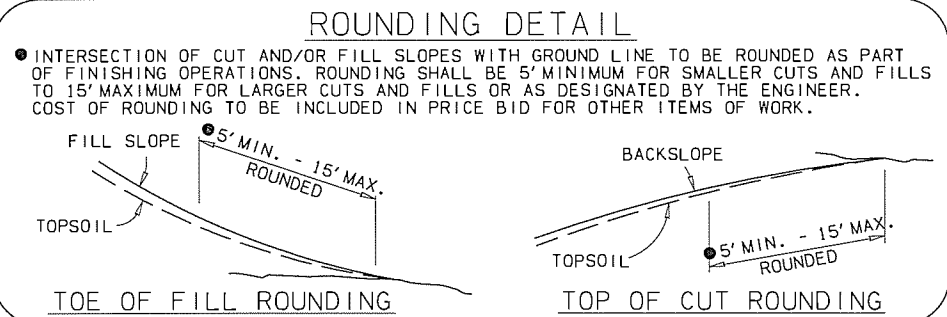 ROUNDING DETAIL
● INTERSECTION OF CUT AND/OR FILL SLOPES WITH GROUND LINE TO BE ROUNDED AS PART
OF FINISHING OPERATIONS. ROUNDING SHALL BE 5' MINIMUM FOR SMALLER CUTS AND FILLS
TO 15' MAXIMUM FOR LARGER CUTS AND FILLS OR AS DESIGNATED BY THE ENGINEER.
COST OF ROUNDING TO BE INCLUDED IN PRICE BID FOR OTHER ITEMS OF WORK.
FILL SLOPE
● 5' MIN. - 15' MAX.
ROUNDED
TOPSOIL
TOE OF FILL ROUNDING
BACKSLOPE
TOPSOIL
● 5' MIN. - 15' MAX.
ROUNDED
TOP OF CUT ROUNDING